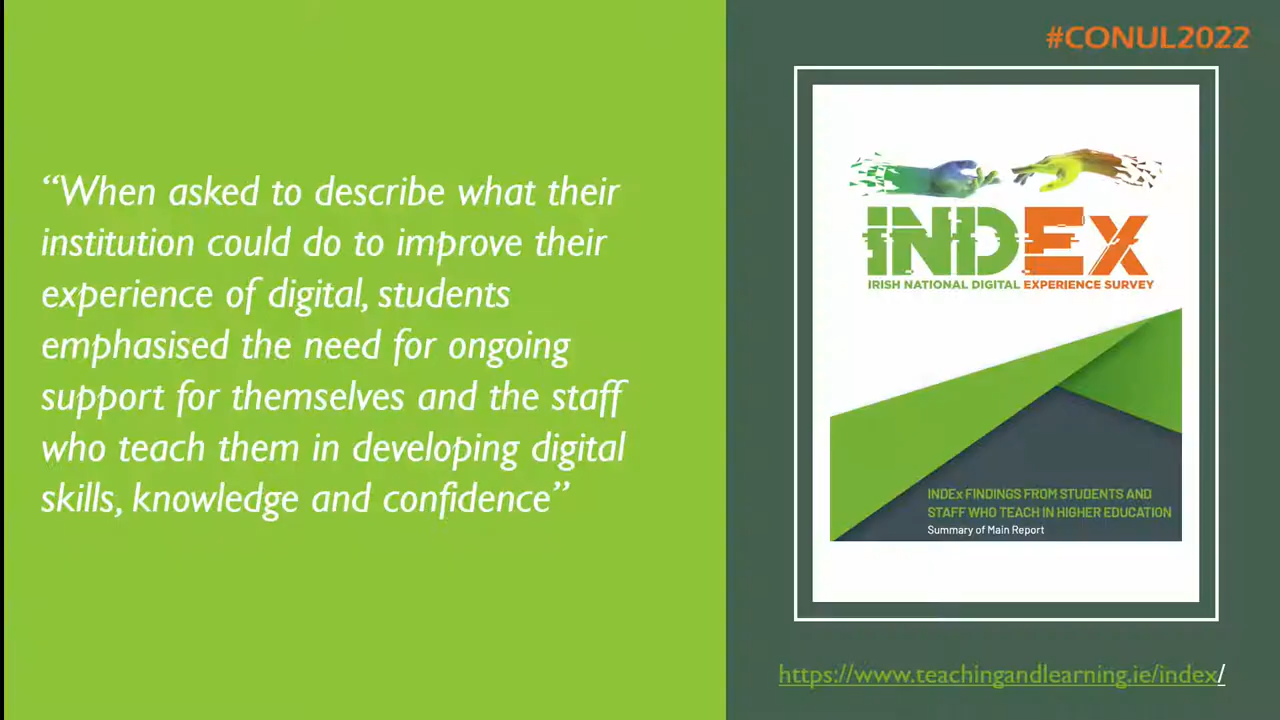 “When asked to describe what their
institution could do to improve their
experience of digital, students
emphasised the need for ongoing
support for themselves and the staff
who teach them in developing digital
skills, knowledge and confidence”
#CONUL2022
INDEx
IRISH NATIONAL DIGITAL EXPERIENCE SURVEY
INDEx FINDINGS FROM STUDENTS AND
STAFF WHO TEACH IN HIGHER EDUCATION
Summary of Main Report
https://www.teachingandlearning.ie/index/